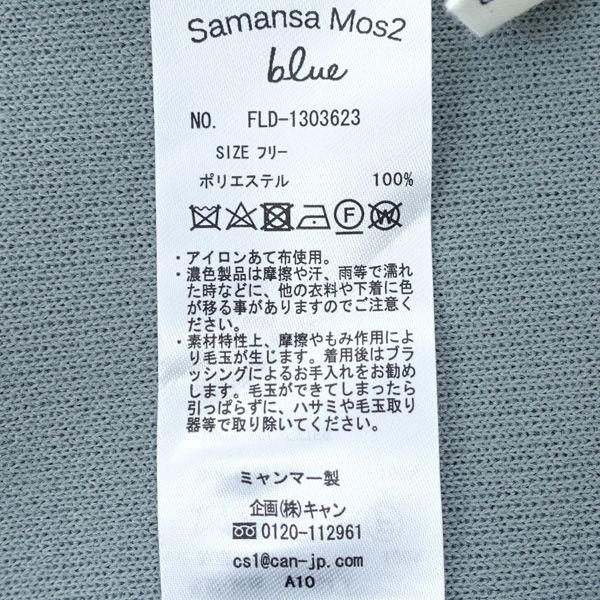 Samansa Mos2
blue
NO. FLD-1303623
SIZE フリー
ポリエステル 100%
F W
・アイロンあて布使用。
・濃色製品は摩擦や汗、雨等で濡れ
た時などに、他の衣料や下着に色
が移る事がありますのでご注意く
ださい。
・素材特性上、摩擦やもみ作用によ
り毛玉が生じます。着用後はブラ
ッシングによるお手入れをお勧め
します。毛玉ができてしまったら
引っぱらずに、ハサミや毛玉取り
器等で取り除いてください。
ミャンマー製
企画(株)キャン
0120-112961
cs1@can-jp.com
A10